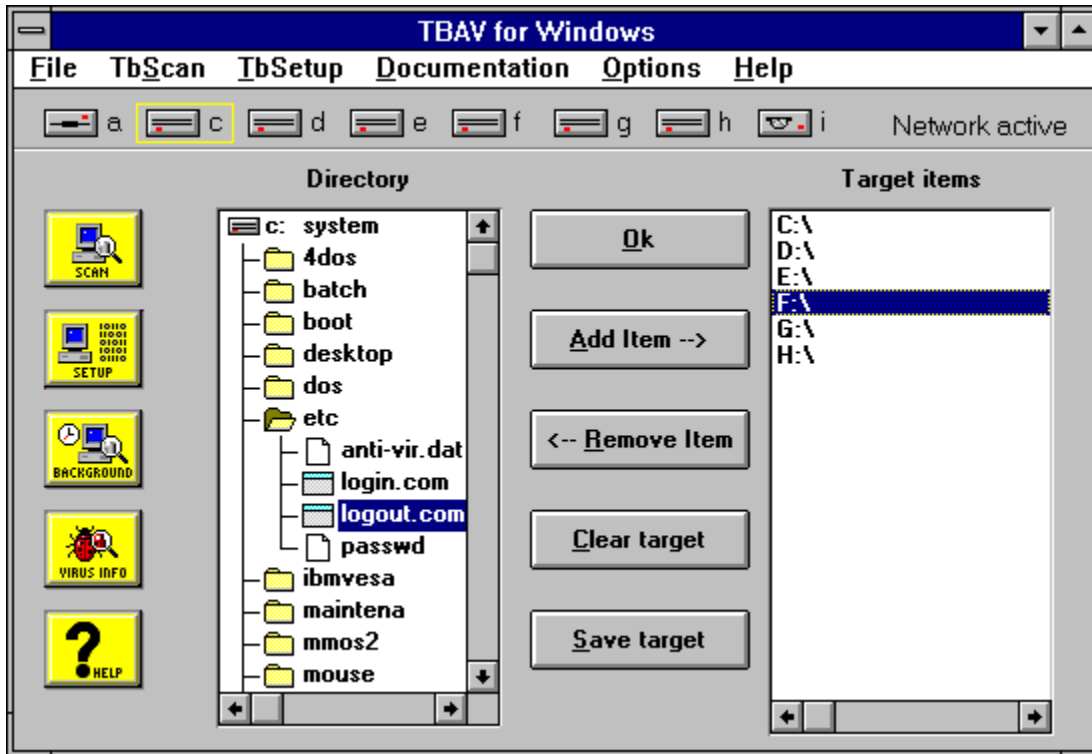 TBAV for Windows
File TbScan TbSetup Documentation Options Help
a c d e f g h i Network active
Directory
Target items
SCAN
SETUP
BACKGROUND
VIRUS INFO
HELP
c: system
4dos
batch
boot
desktop
dos
etc
anti-vir.dat
login.com
logout.com
passwd
ibmvesa
maintena
mmos2
mouse
Ok
Add Item -->
<-- Remove Item
Clear target
Save target
C:\
D:\
E:\
F:\
G:\
H:\